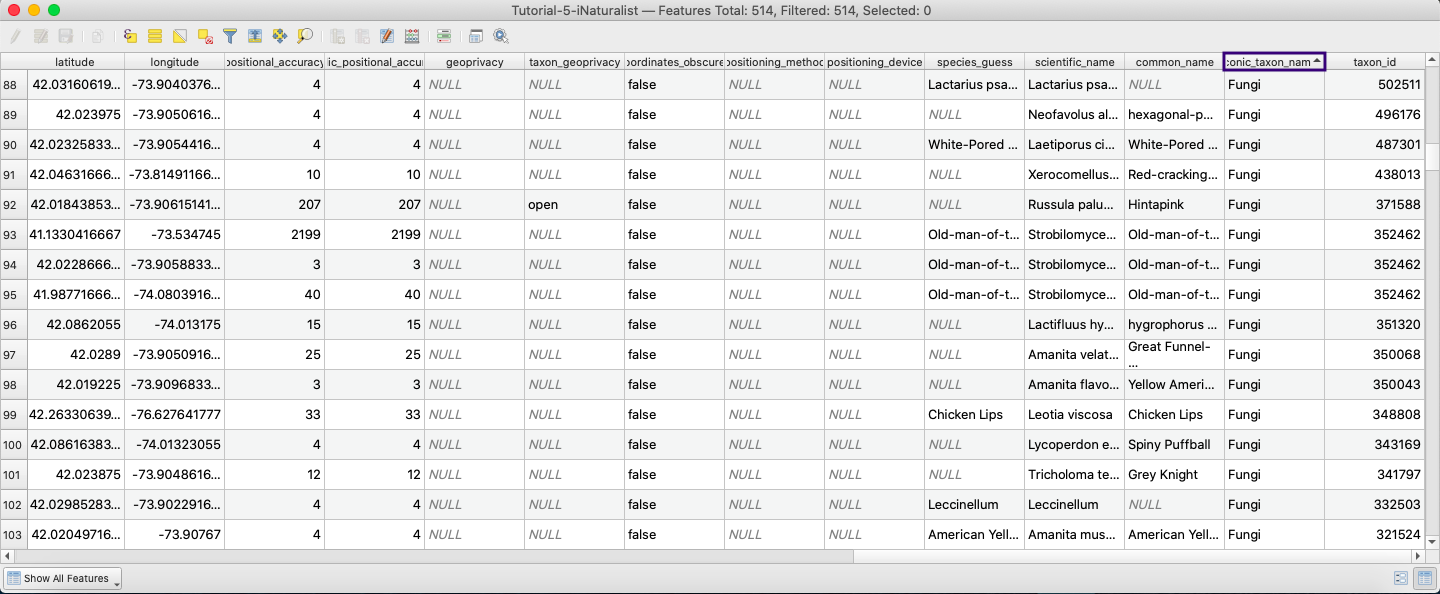 Tutorial-5-iNaturalist — Features Total: 514, Filtered: 514, Selected: 0
latitude longitude positional_accuracy ic_positional_accu geoprivacy taxon_geoprivacy ordinates_obscure positioning_method positioning_device species_guess scientific_name common_name conic_taxon_nam taxon_id
88 42.03160619... -73.9040376... 4 4 NULL NULL false NULL NULL Lactarius psa... Lactarius psa... NULL Fungi 502511
89 42.023975 -73.9050616... 4 4 NULL NULL false NULL NULL NULL Neofavolus al... hexagonal-p... Fungi 496176
90 42.02325833... -73.9054416... 4 4 NULL NULL false NULL NULL White-Pored ... Laetiporus ci... White-Pored ... Fungi 487301
91 42.04631666... -73.81491166... 10 10 NULL NULL false NULL NULL NULL Xerocomellus... Red-cracking... Fungi 438013
92 42.01843853... -73.90615141... 207 207 NULL open false NULL NULL NULL Russula palu... Hintapink Fungi 371588
93 41.1330416667 -73.534745 2199 2199 NULL NULL false NULL NULL Old-man-of-t... Strobilomyce... Old-man-of-t... Fungi 352462
94 42.0228666... -73.9058833... 3 3 NULL NULL false NULL NULL Old-man-of-t... Strobilomyce... Old-man-of-t... Fungi 352462
95 41.98771666... -74.0803916... 40 40 NULL NULL false NULL NULL Old-man-of-t... Strobilomyce... Old-man-of-t... Fungi 352462
96 42.0862055 -74.013175 15 15 NULL NULL false NULL NULL NULL Lactifluus hy... hygrophorus ... Fungi 351320
97 42.0289 -73.9050916... 25 25 NULL NULL false NULL NULL NULL Amanita velat... Great Funnel-... Fungi 350068
98 42.019225 -73.9096833... 3 3 NULL NULL false NULL NULL NULL Amanita flavo... Yellow Ameri... Fungi 350043
99 42.26330639... -76.627641777 33 33 NULL NULL false NULL NULL Chicken Lips Leotia viscosa Chicken Lips Fungi 348808
100 42.08616383... -74.01323055 4 4 NULL NULL false NULL NULL NULL Lycoperdon e... Spiny Puffball Fungi 343169
101 42.023875 -73.9048616... 12 12 NULL NULL false NULL NULL NULL Tricholoma te... Grey Knight Fungi 341797
102 42.02985283... -73.9022916... 4 4 NULL NULL false NULL NULL Leccinellum Leccinellum NULL Fungi 332503
103 42.02049716... -73.90767 4 4 NULL NULL false NULL NULL American Yell... Amanita mus... American Yell... Fungi 321524
Show All Features